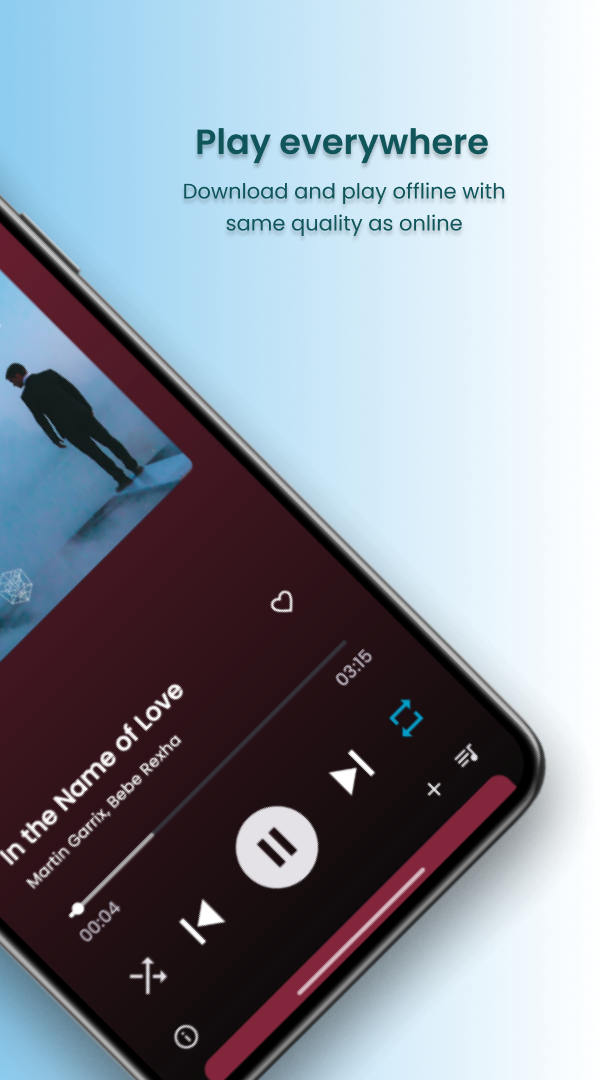 Play everywhere
Download and play offline with
same quality as online
In the Name of Love
Martin Garrix, Bebe Rexha
00:04
03:15